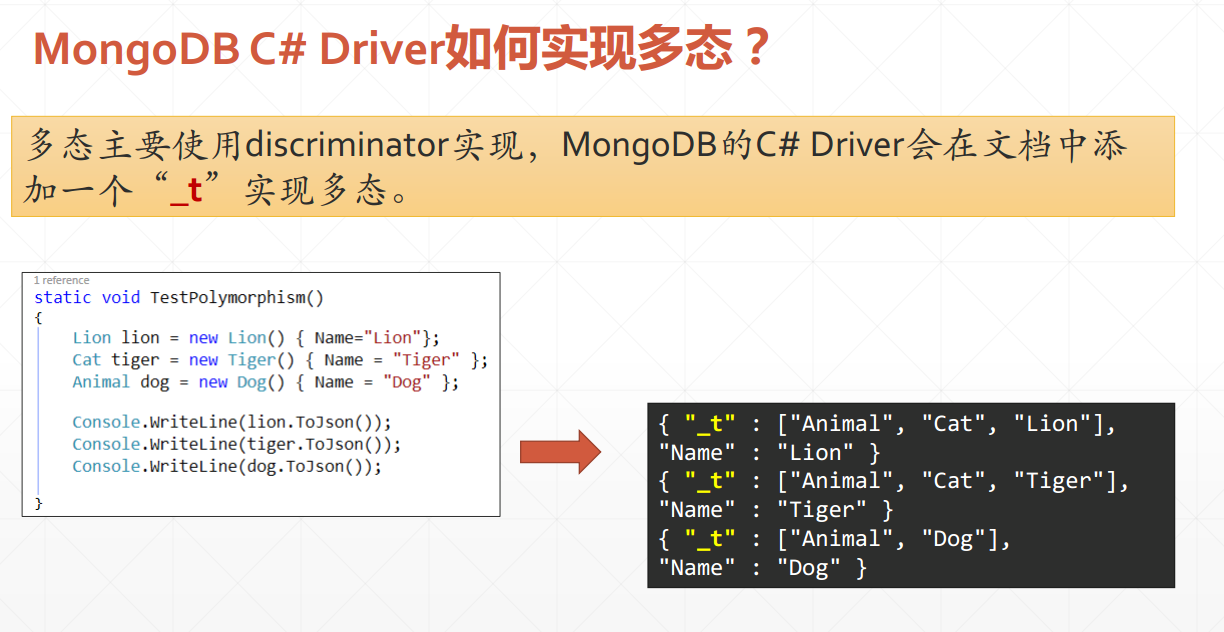 MongoDB C# Driver如何实现多态？
多态主要使用discriminator实现，MongoDB的C# Driver会在文档中添
加一个“_t”实现多态。
1 reference
static void TestPolymorphism()
{
Lion lion = new Lion() { Name="Lion"};
Cat tiger = new Tiger() { Name = "Tiger" };
Animal dog = new Dog() { Name = "Dog" };
Console.WriteLine(lion.ToJson());
Console.WriteLine(tiger.ToJson());
Console.WriteLine(dog.ToJson());
}
{ "_t" : ["Animal", "Cat", "Lion"],
"Name" : "Lion" }
{ "_t" : ["Animal", "Cat", "Tiger"],
"Name" : "Tiger" }
{ "_t" : ["Animal", "Dog"],
"Name" : "Dog" }